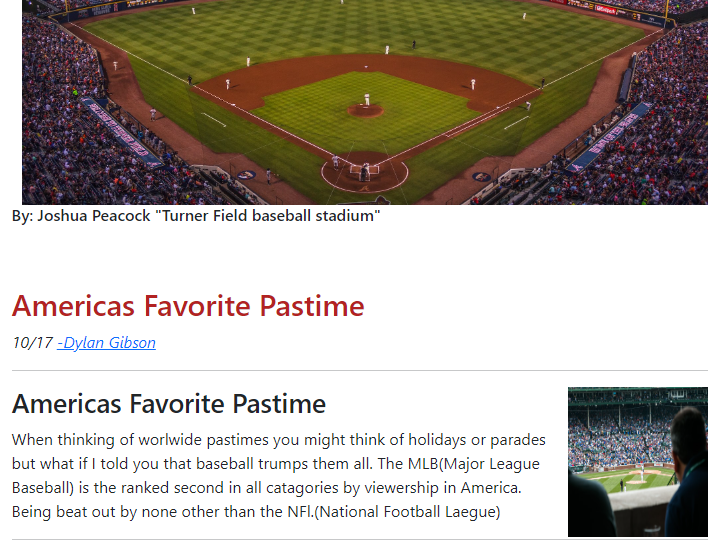 By: Joshua Peacock "Turner Field baseball stadium"
Americas Favorite Pastime
10/17 -Dylan Gibson
Americas Favorite Pastime
When thinking of worlwide pastimes you might think of holidays or parades
but what if I told you that baseball trumps them all. The MLB(Major League
Baseball) is the ranked second in all catagories by viewership in America.
Being beat out by none other than the NFl.(National Football Laegue)